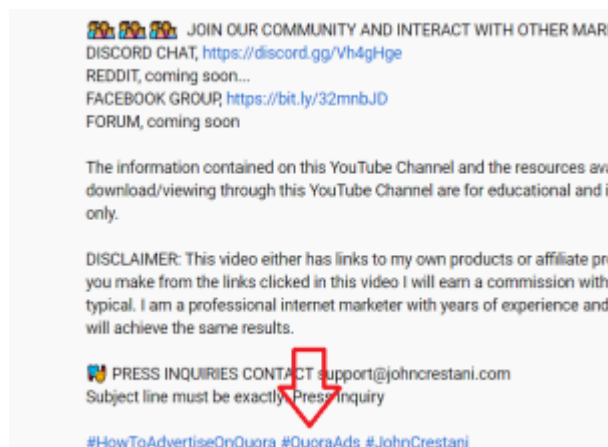 JOIN OUR COMMUNITY AND INTERACT WITH OTHER MAR
DISCORD CHAT, https://discord.gg/Vh4gHge
REDDIT, coming soon...
FACEBOOK GROUP, https://bit.ly/32mnbJD
FORUM, coming soon
The information contained on this YouTube Channel and the resources ava
download/viewing through this YouTube Channel are for educational and i
only.
DISCLAIMER: This video either has links to my own products or affiliate pr
you make from the links clicked in this video I will earn a commission with
typical. I am a professional internet marketer with years of experience and
will achieve the same results.
PRESS INQUIRIES CONTACT support@johncrestani.com
Subject line must be exactly: Press Inquiry
#HowToAdvertiseOnQuora #QuoraAds #JohnCrestani